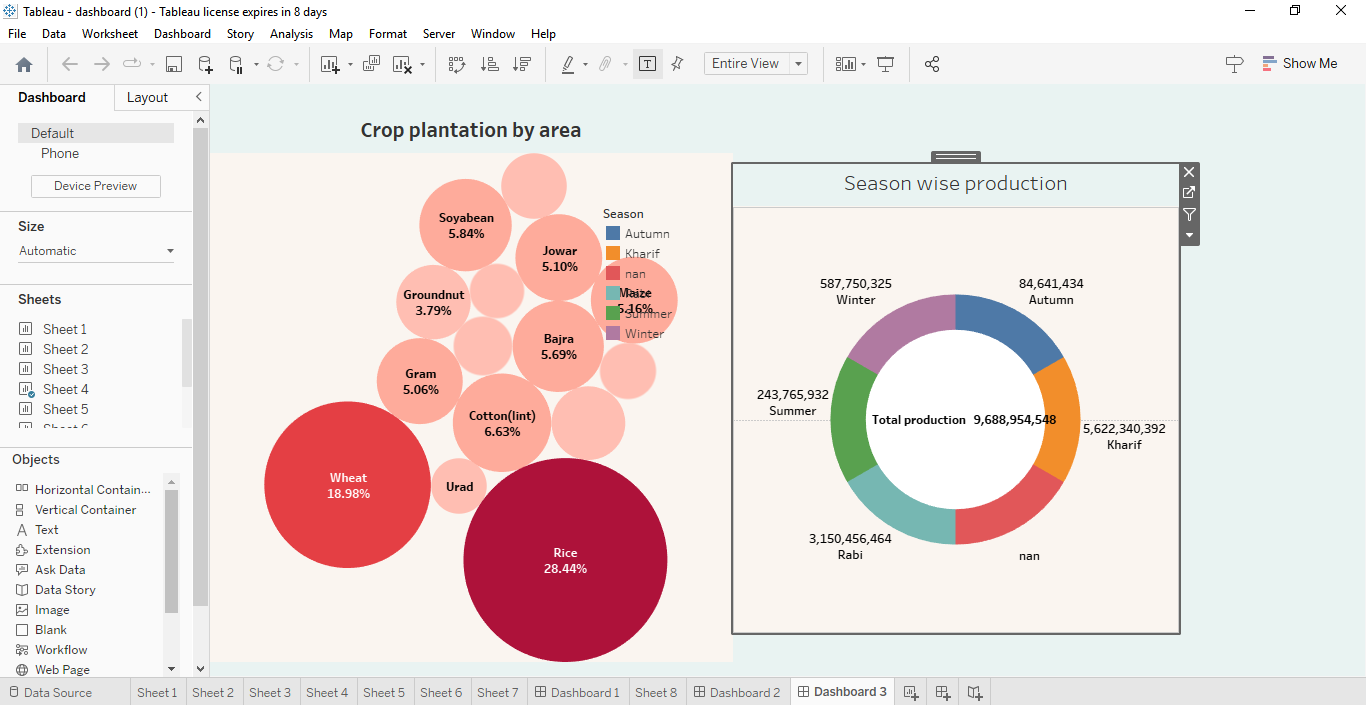 Tableau - dashboard (1) - Tableau license expires in 8 days
File Data Worksheet Dashboard Story Analysis Map Format Server Window Help
Entire View
Show Me
Dashboard Layout
Default
Phone
Device Preview
Size
Automatic
Sheets
Sheet 1
Sheet 2
Sheet 3
Sheet 4
Sheet 5
Objects
Horizontal Contain...
Vertical Container
Text
Extension
Ask Data
Data Story
Image
Blank
Workflow
Web Page
Crop plantation by area
Soyabean
5.84%
Jowar
5.10%
Groundnut
3.79%
Maize
5.16%
Bajra
5.69%
Gram
5.06%
Cotton(lint)
6.63%
Wheat
18.98%
Urad
Rice
28.44%
Season
Autumn
Kharif
nan
Summer
Winter
Season wise production
587,750,325
Winter
84,641,434
Autumn
243,765,932
Summer
Total production 9,688,954,548
5,622,340,392
Kharif
3,150,456,464
Rabi
nan
Data Source Sheet 1 Sheet 2 Sheet 3 Sheet 4 Sheet 5 Sheet 6 Sheet 7 Dashboard 1 Sheet 8 Dashboard 2 Dashboard 3